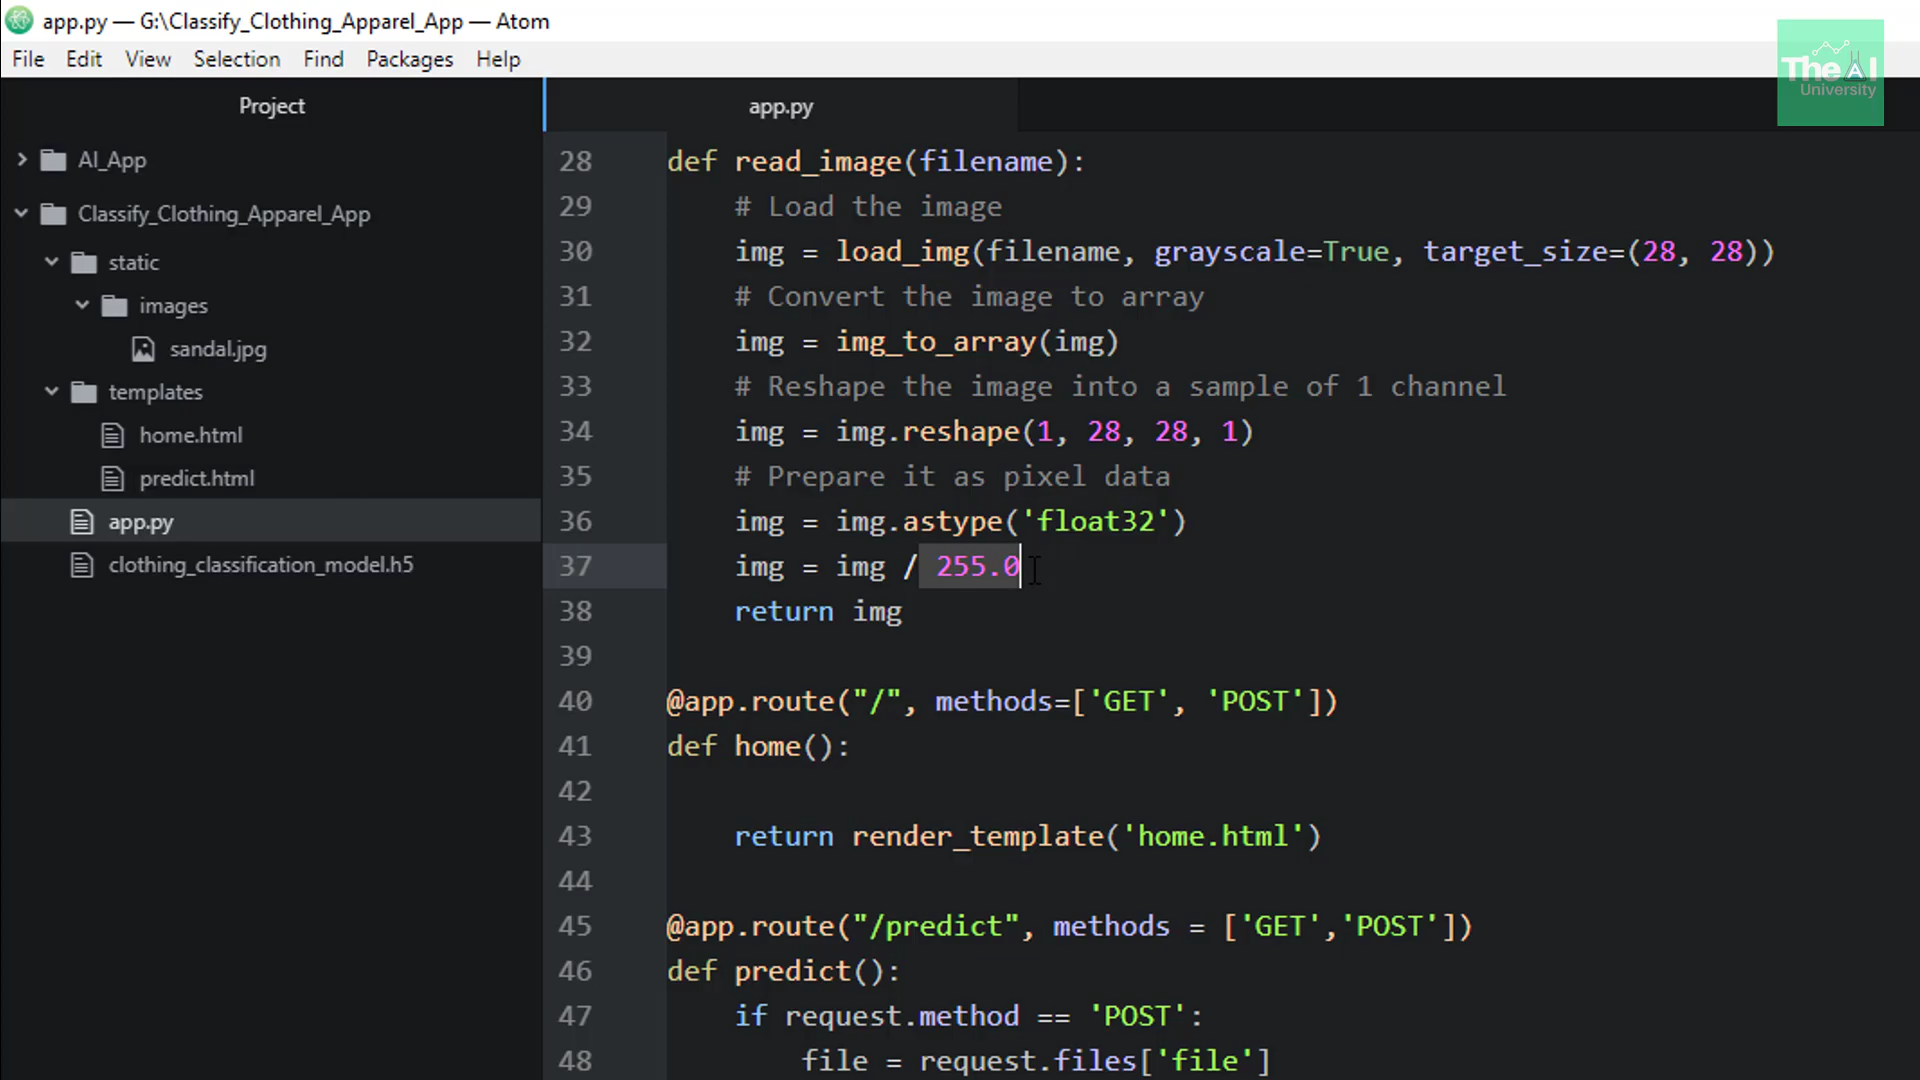 app.py — G:\Classify_Clothing_Apparel_App — Atom
File Edit View Selection Find Packages Help
The AI
University
Project
AI_App
Classify_Clothing_Apparel_App
static
images
sandal.jpg
templates
home.html
predict.html
app.py
clothing_classification_model.h5
app.py
28 def read_image(filename):
29     # Load the image
30     img = load_img(filename, grayscale=True, target_size=(28, 28))
31     # Convert the image to array
32     img = img_to_array(img)
33     # Reshape the image into a sample of 1 channel
34     img = img.reshape(1, 28, 28, 1)
35     # Prepare it as pixel data
36     img = img.astype('float32')
37     img = img / 255.0
38     return img
39
40 @app.route("/", methods=['GET', 'POST'])
41 def home():
42
43     return render_template('home.html')
44
45 @app.route("/predict", methods = ['GET','POST'])
46 def predict():
47     if request.method == 'POST':
48         file = request.files['file']